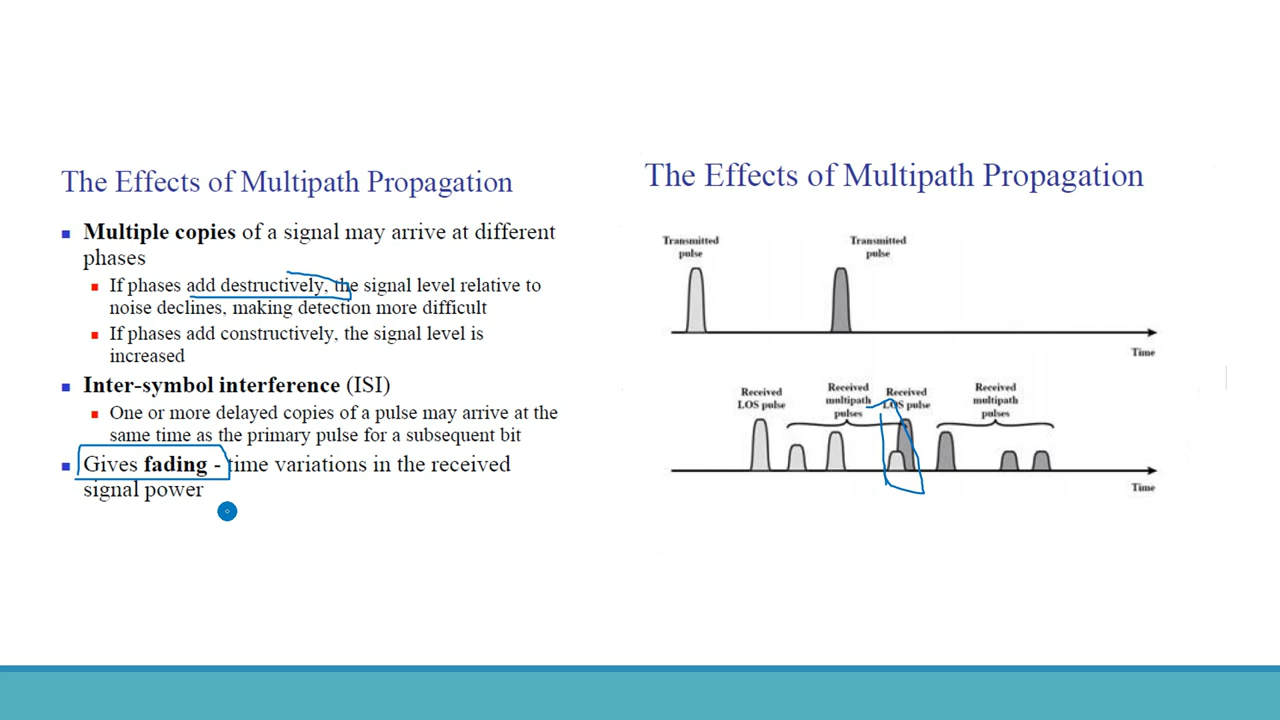 The Effects of Multipath Propagation
Multiple copies of a signal may arrive at different
phases
If phases add destructively, the signal level relative to
noise declines, making detection more difficult
If phases add constructively, the signal level is
increased
Inter-symbol interference (ISI)
One or more delayed copies of a pulse may arrive at the
same time as the primary pulse for a subsequent bit
Gives fading - time variations in the received
signal power
The Effects of Multipath Propagation
Transmitted
pulse
Transmitted
pulse
Time
Received
LOS pulse
Received
multipath
pulses
Received
LOS pulse
Received
multipath
pulses
Time